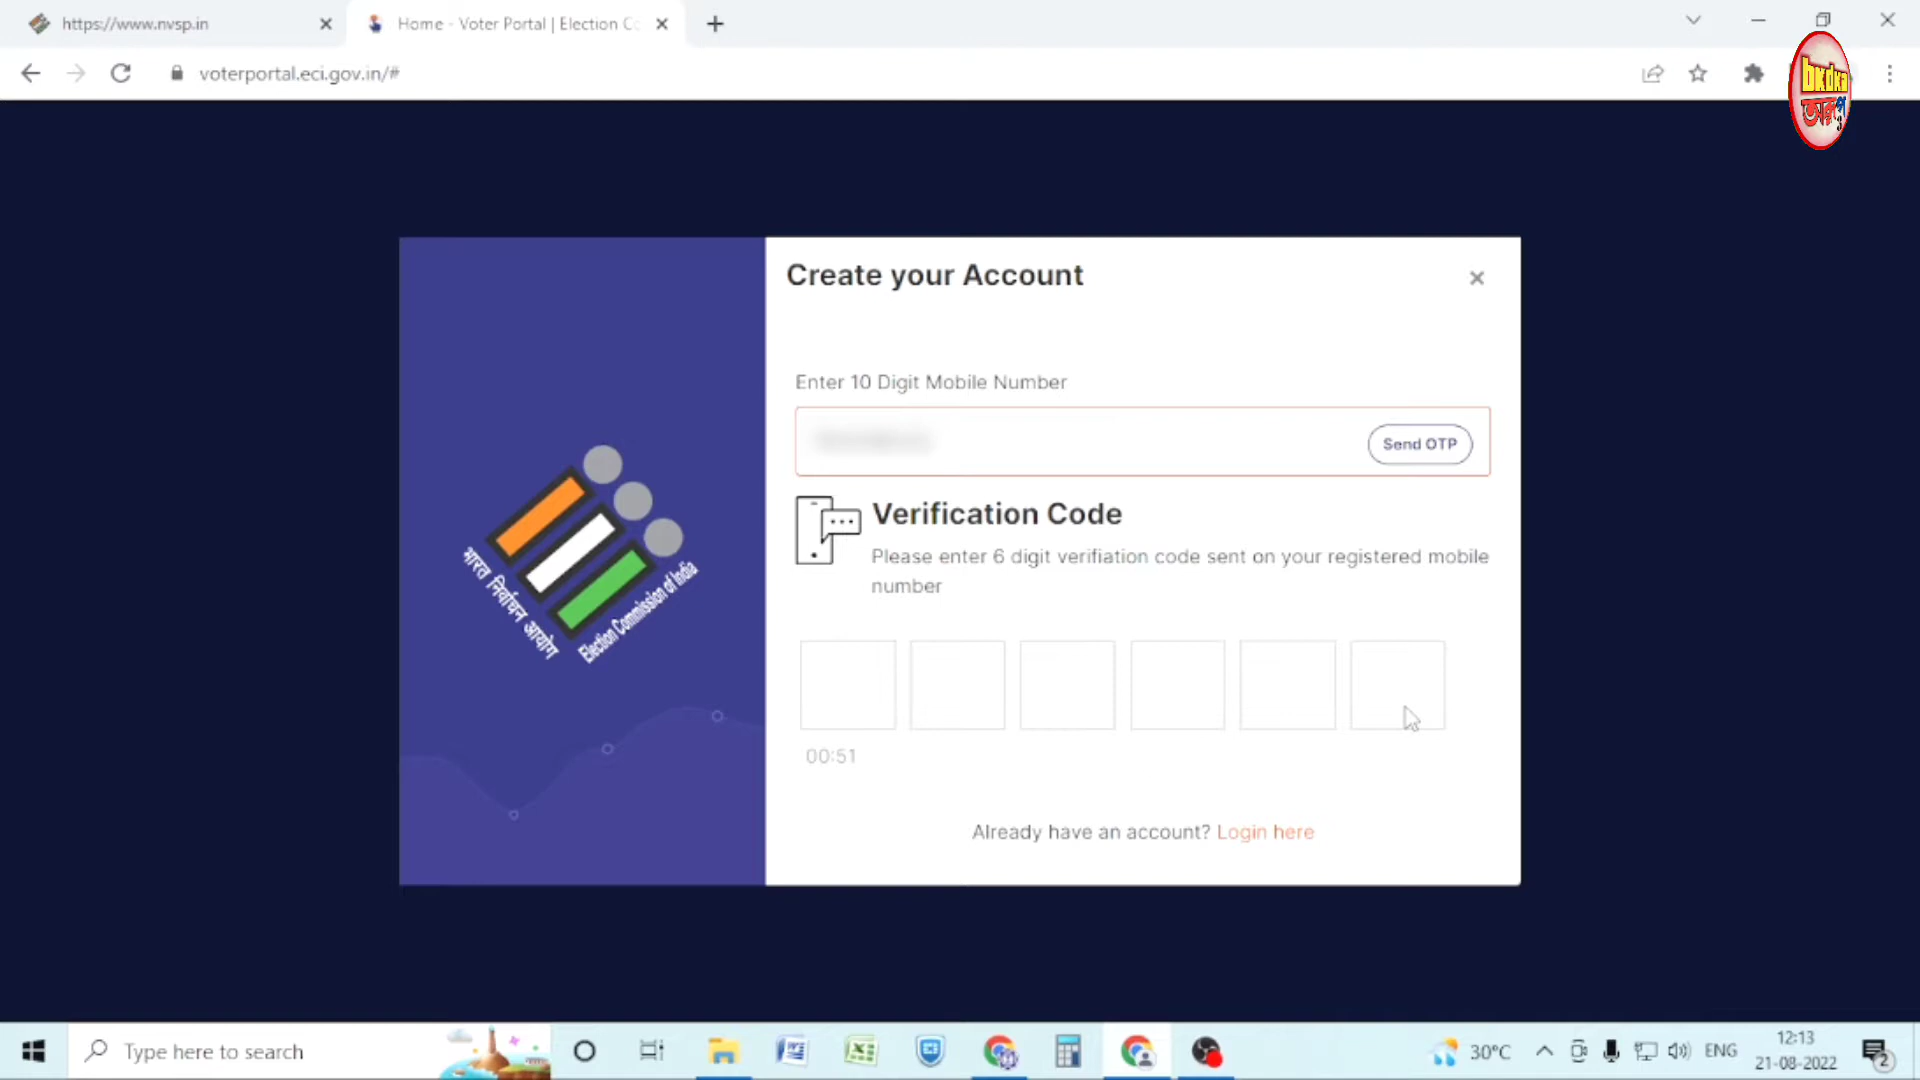 https://www.nvsp.in
Home - Voter Portal | Election Co
voterportal.eci.gov.in/#
bkdka
Create your Account
Enter 10 Digit Mobile Number
Send OTP
Verification Code
Please enter 6 digit verifiation code sent on your registered mobile
number
भारत निर्वाचन आयोग
Election Commission of India
00:51
Already have an account? Login here
Type here to search
30°C
ENG
12:13
21-08-2022
2